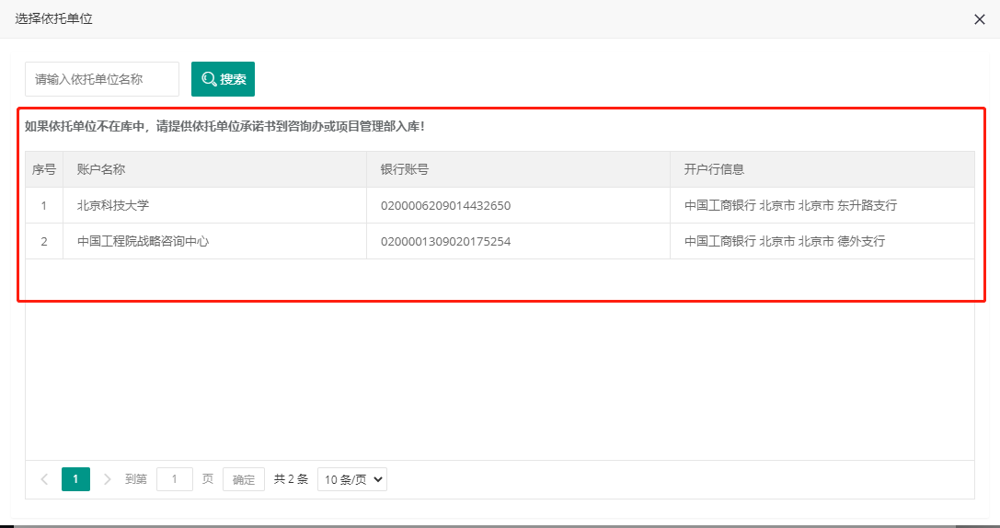 选择依托单位
请输入依托单位名称 搜索
如果依托单位不在库中，请提供依托单位承诺书到咨询办或项目管理部入库！
序号 账户名称 银行账号 开户行信息
1 北京科技大学 0200006209014432650 中国工商银行 北京市 北京市 东升路支行
2 中国工程院战略咨询中心 0200001309020175254 中国工商银行 北京市 北京市 德外支行
1 到第 1 页 确定 共 2 条 10 条/页